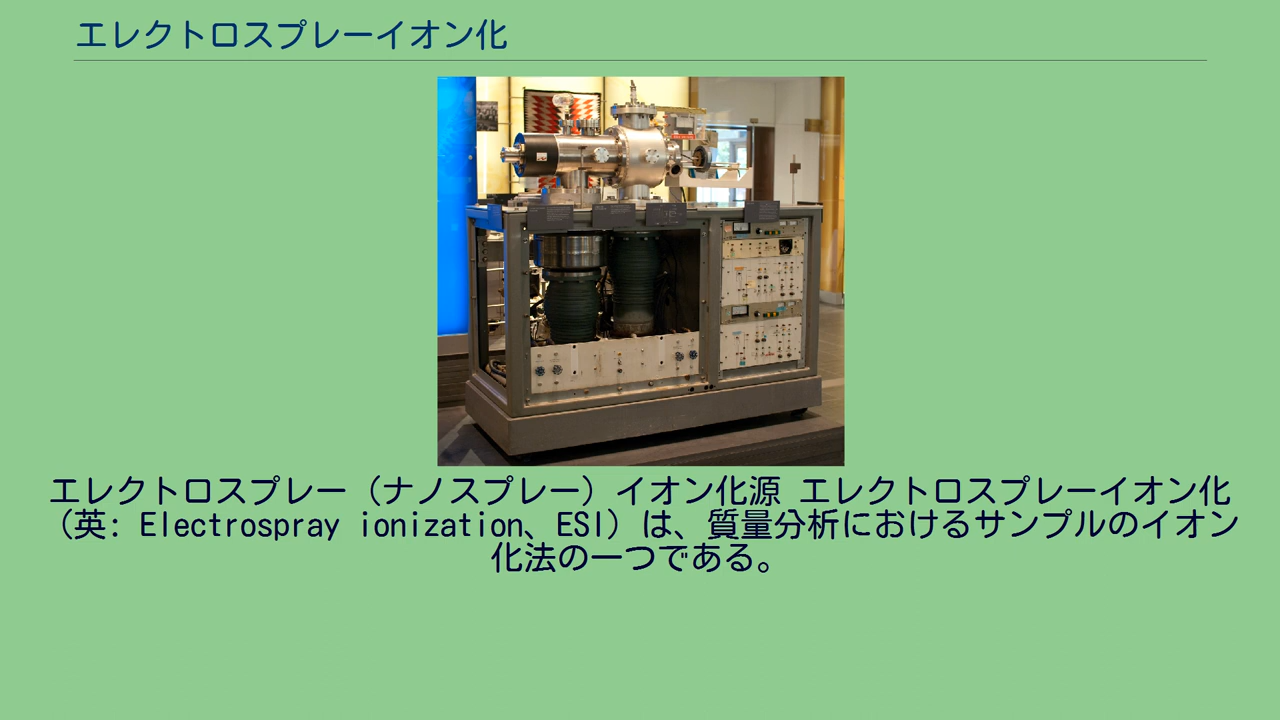 エレクトロスプレーイオン化
エレクトロスプレー（ナノスプレー）イオン化源 エレクトロスプレーイオン化
（英: Electrospray ionization、ESI）は、質量分析におけるサンプルのイオン
化法の一つである。